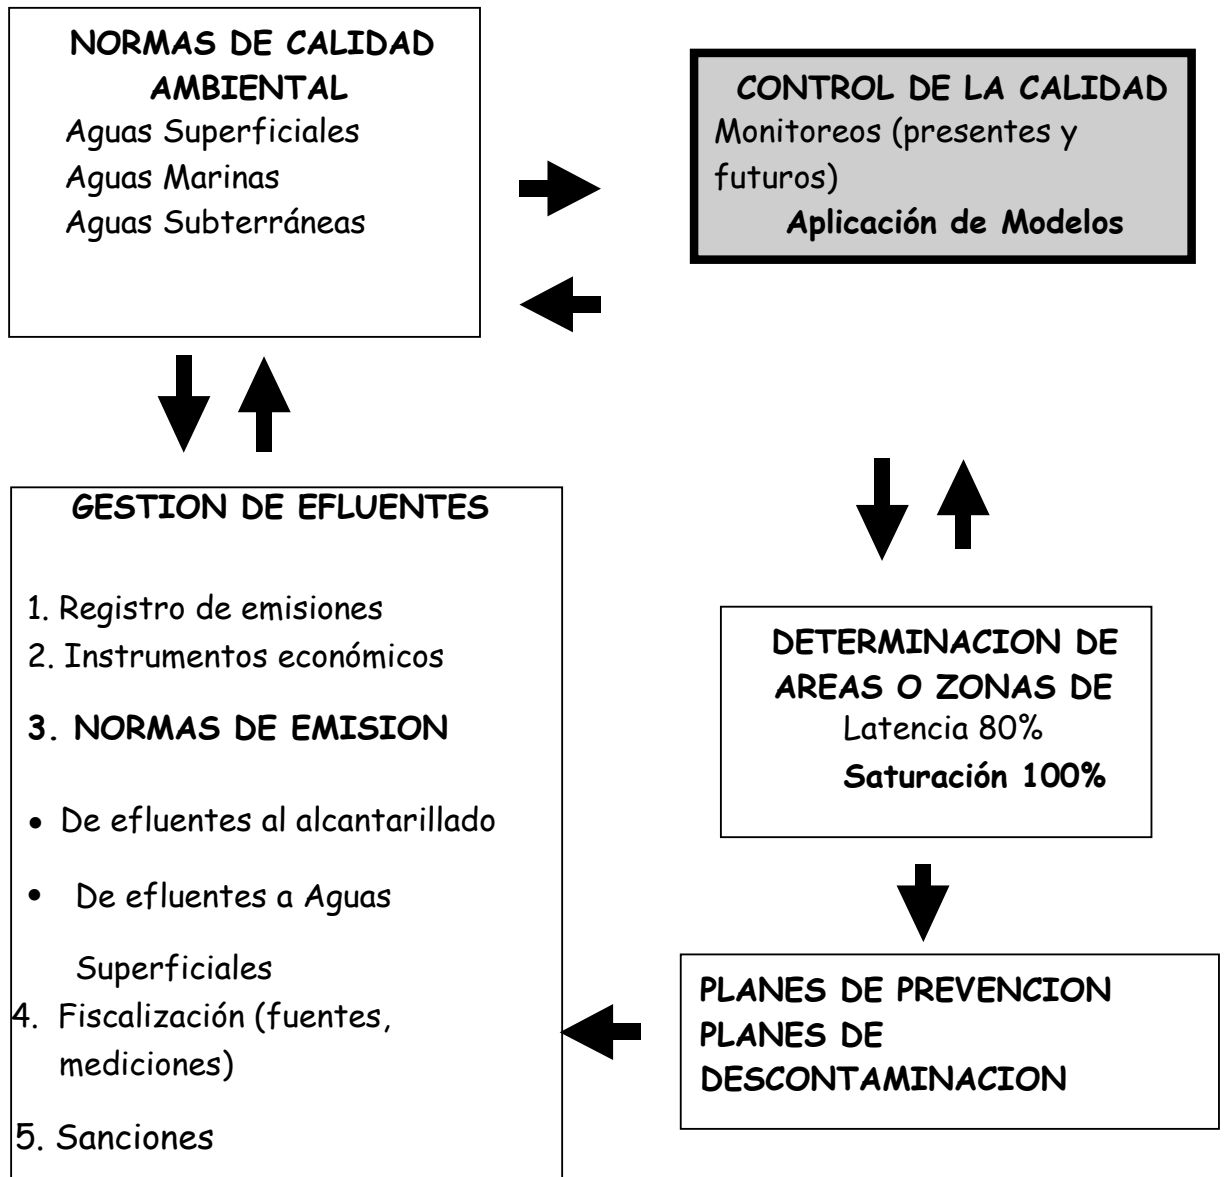 NORMAS DE CALIDAD
AMBIENTAL
Aguas Superficiales
Aguas Marinas
Aguas Subterráneas
CONTROL DE LA CALIDAD
Monitoreos (presentes y
futuros)
Aplicación de Modelos
GESTION DE EFLUENTES
1. Registro de emisiones
2. Instrumentos económicos
3. NORMAS DE EMISION
• De efluentes al alcantarillado
• De efluentes a Aguas
Superficiales
4. Fiscalización (fuentes,
mediciones)
5. Sanciones
DETERMINACION DE
AREAS O ZONAS DE
Latencia 80%
Saturación 100%
PLANES DE PREVENCION
PLANES DE
DESCONTAMINACION